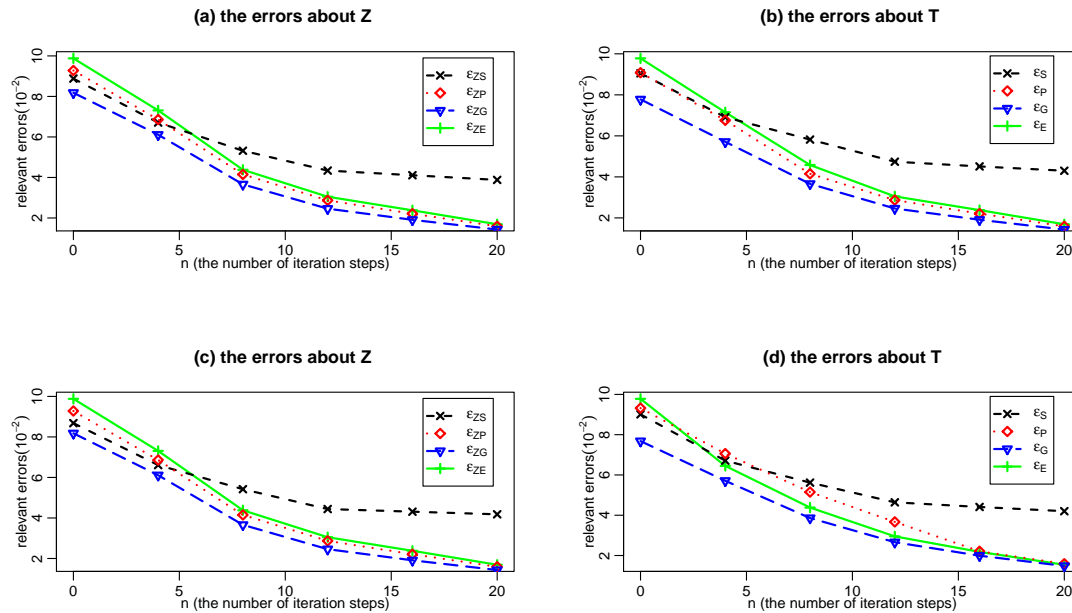 (a) the errors about Z
relevant errors(10⁻²)
10
8
6
4
2
εZS
εZP
εZG
εZE
0 5 10 15 20
n (the number of iteration steps)
(b) the errors about T
relevant errors(10⁻²)
10
8
6
4
2
εS
εP
εG
εE
0 5 10 15 20
n (the number of iteration steps)
(c) the errors about Z
relevant errors(10⁻²)
10
8
6
4
2
εZS
εZP
εZG
εZE
0 5 10 15 20
n (the number of iteration steps)
(d) the errors about T
relevant errors(10⁻²)
10
8
6
4
2
εS
εP
εG
εE
0 5 10 15 20
n (the number of iteration steps)